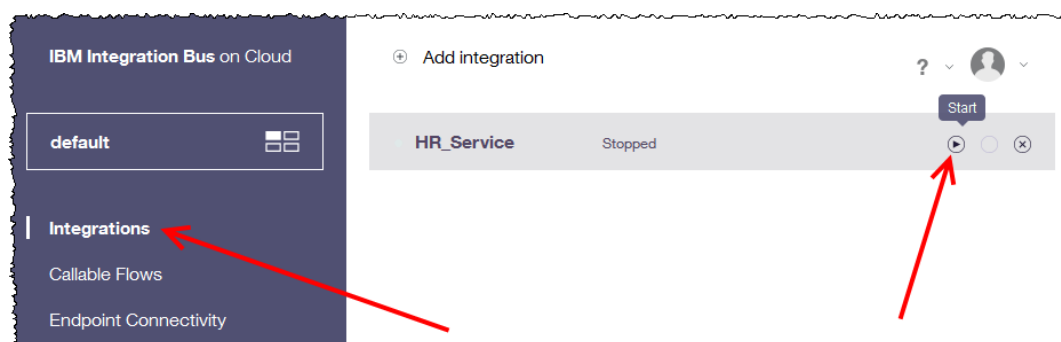 IBM Integration Bus on Cloud
Add integration
?
Start
default
HR_Service Stopped
Integrations
Callable Flows
Endpoint Connectivity